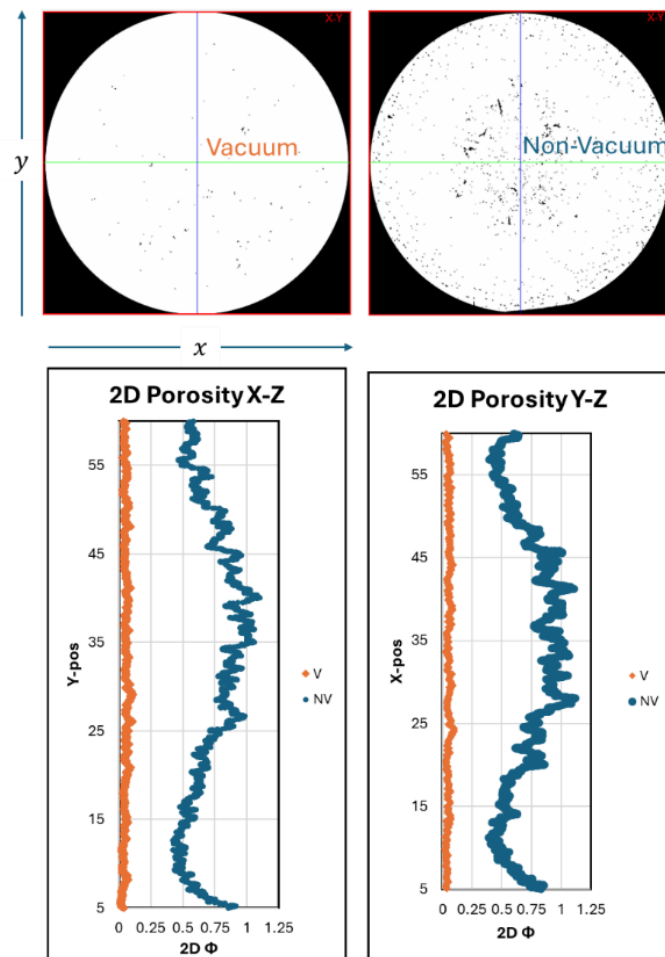 X-Y
X-Y
Vacuum
Non-Vacuum
y
x
2D Porosity X-Z
55
45
35
25
15
5
Y-pos
0 0.25 0.5 0.75 1 1.25
2D Φ
V
NV
2D Porosity Y-Z
55
45
35
25
15
5
X-pos
0 0.25 0.5 0.75 1 1.25
2D Φ
V
NV